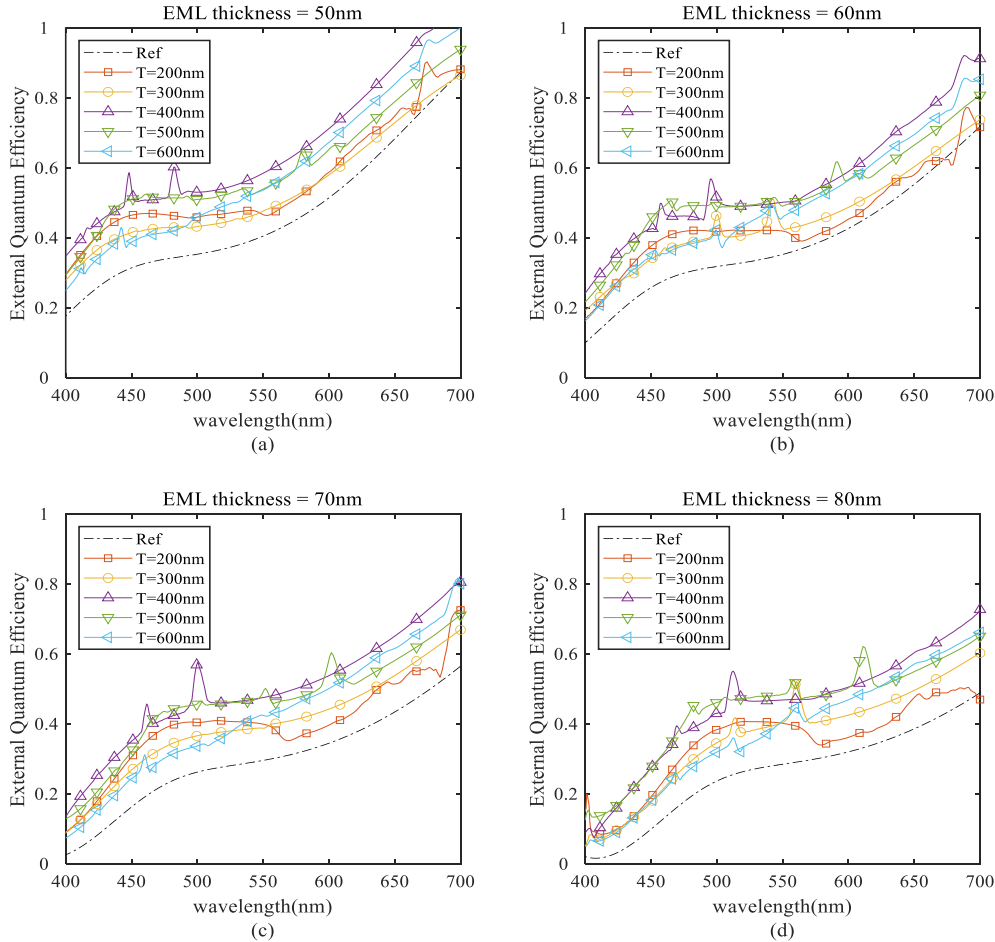 EML thickness = 50nm
External Quantum Efficiency
1
0.8
0.6
0.4
0.2
0
Ref
T=200nm
T=300nm
T=400nm
T=500nm
T=600nm
400 450 500 550 600 650 700
wavelength(nm)
(a)
EML thickness = 60nm
External Quantum Efficiency
1
0.8
0.6
0.4
0.2
0
Ref
T=200nm
T=300nm
T=400nm
T=500nm
T=600nm
400 450 500 550 600 650 700
wavelength(nm)
(b)
EML thickness = 70nm
External Quantum Efficiency
1
0.8
0.6
0.4
0.2
0
Ref
T=200nm
T=300nm
T=400nm
T=500nm
T=600nm
400 450 500 550 600 650 700
wavelength(nm)
(c)
EML thickness = 80nm
External Quantum Efficiency
1
0.8
0.6
0.4
0.2
0
Ref
T=200nm
T=300nm
T=400nm
T=500nm
T=600nm
400 450 500 550 600 650 700
wavelength(nm)
(d)